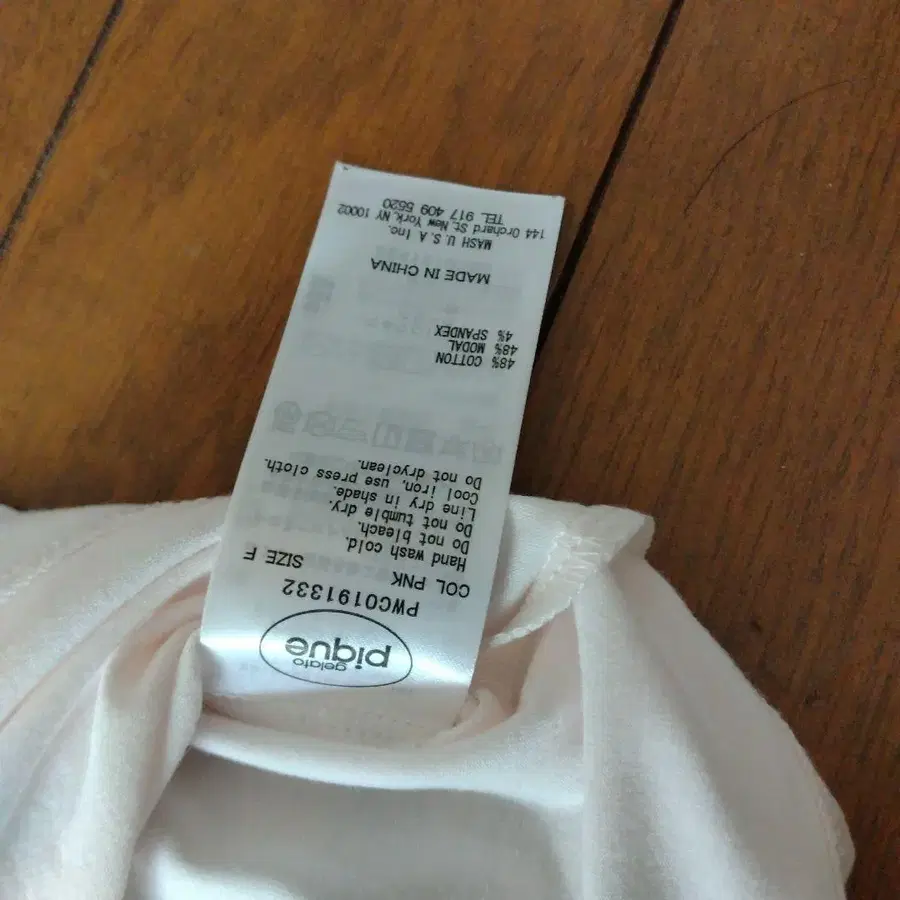 gelato
pique
PWCO191332
COL PNK SIZE F
Hand wash cold.
Do not bleach.
Do not tumble dry.
Line dry in shade.
Cool iron, use press cloth.
Do not dryclean.
48% COTTON
48% MODAL
4% SPANDEX
MADE IN CHINA
MASH U.S.A Inc.
144 Orchard St, New York, NY 10002
TEL 917 409 5520